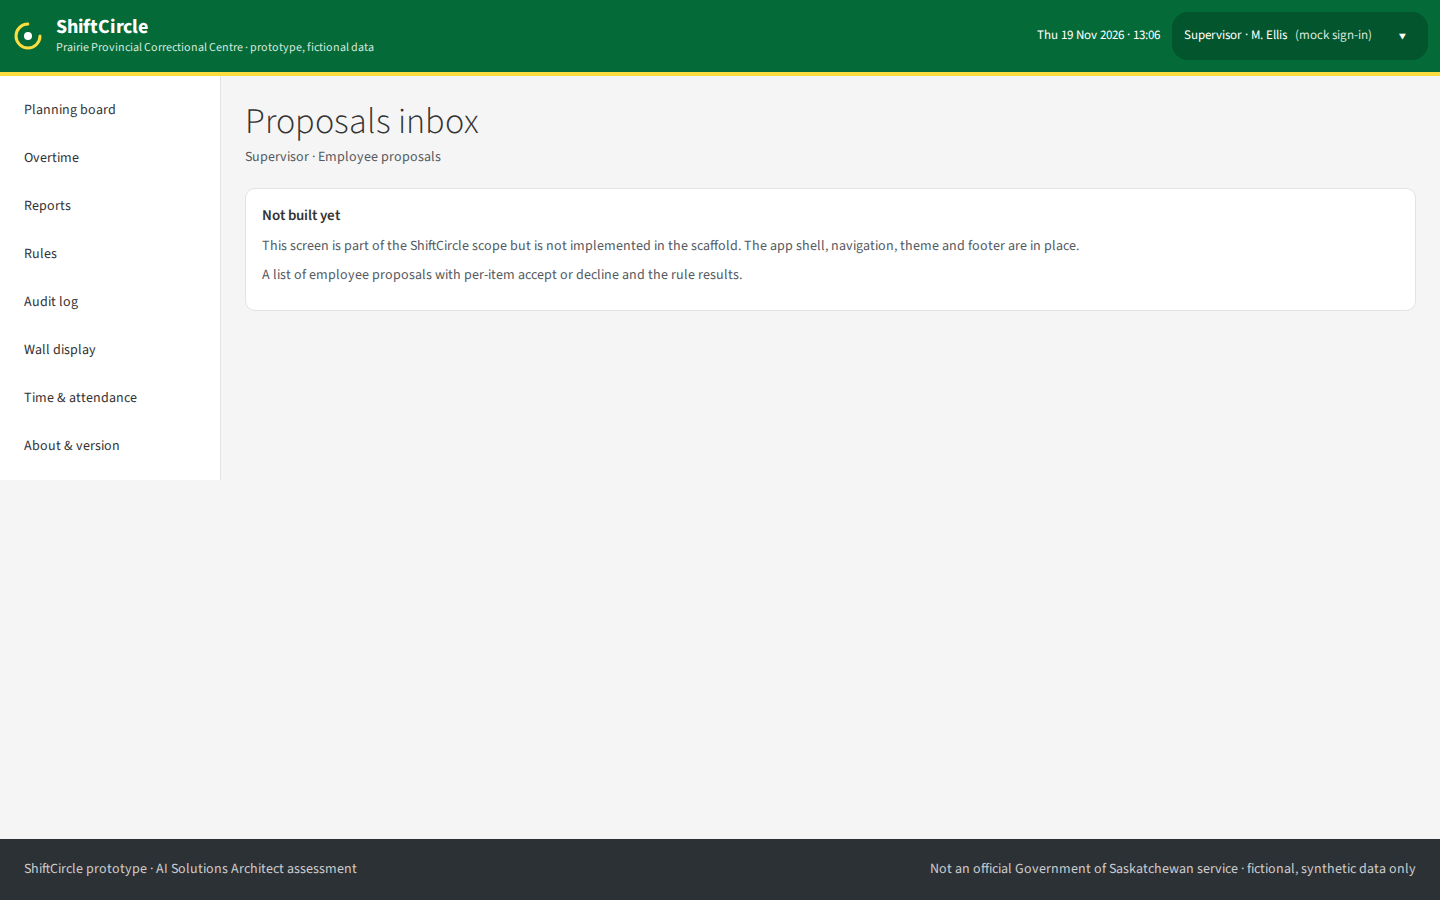 ShiftCircle
Prairie Provincial Correctional Centre · prototype, fictional data
Thu 19 Nov 2026 · 13:06
Supervisor · M. Ellis (mock sign-in)
Planning board
Overtime
Reports
Rules
Audit log
Wall display
Time & attendance
About & version
Proposals inbox
Supervisor · Employee proposals
Not built yet
This screen is part of the ShiftCircle scope but is not implemented in the scaffold. The app shell, navigation, theme and footer are in place.
A list of employee proposals with per-item accept or decline and the rule results.
ShiftCircle prototype · AI Solutions Architect assessment
Not an official Government of Saskatchewan service · fictional, synthetic data only